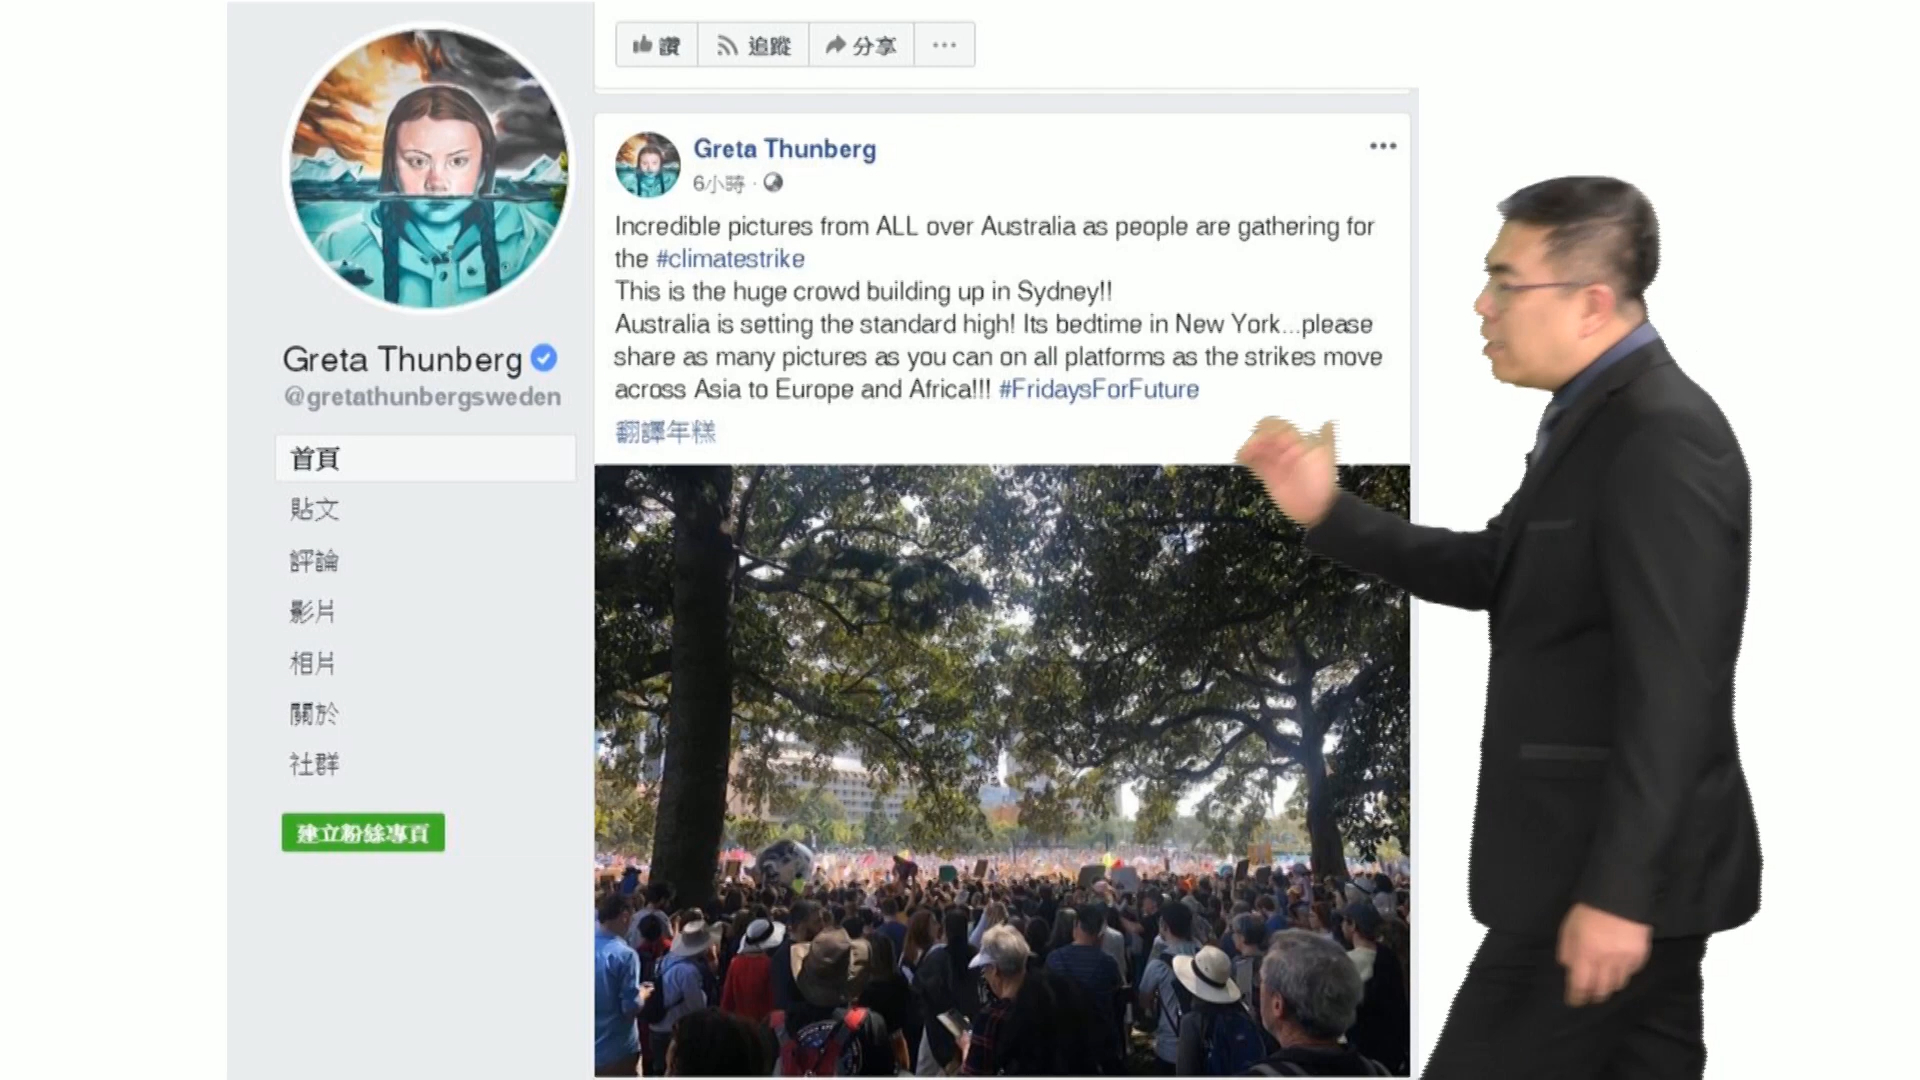 讚
追蹤
分享
Greta Thunberg
6小時
Incredible pictures from ALL over Australia as people are gathering for
the #climatestrike
This is the huge crowd building up in Sydney!!
Australia is setting the standard high! Its bedtime in New York...please
share as many pictures as you can on all platforms as the strikes move
across Asia to Europe and Africa!!! #FridaysForFuture
翻譯年糕
Greta Thunberg
@gretathunbergsweden
首頁
貼文
評論
影片
相片
關於
社群
建立粉絲專頁